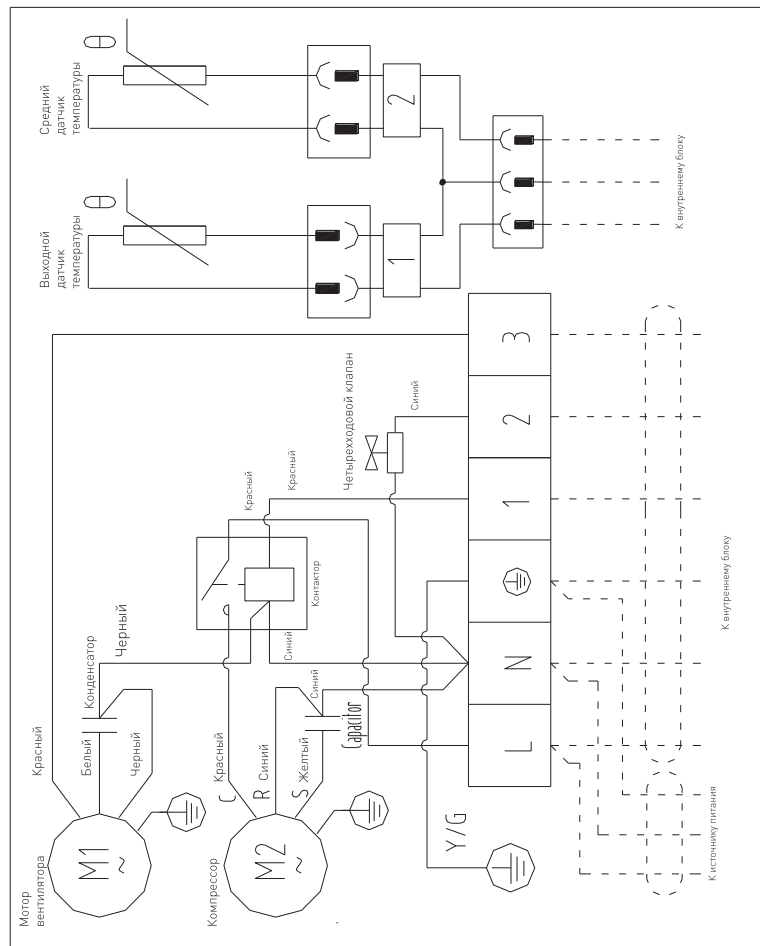 Мотор
вентилятора
M1
~
Красный
Белый
Черный
Конденсатор
Черный
Компрессор
M2
~
C
Красный
R
Синий
S
Желтый
Capacitor
Синий
Синий
Контактор
Красный
Красный
Четырехходовой клапан
Синий
Y/G
L
N
1
2
3
К источнику питания
К внутреннему блоку
Выходной
датчик
температуры
θ
1
Средний
датчик
температуры
θ
2
К внутреннему блоку